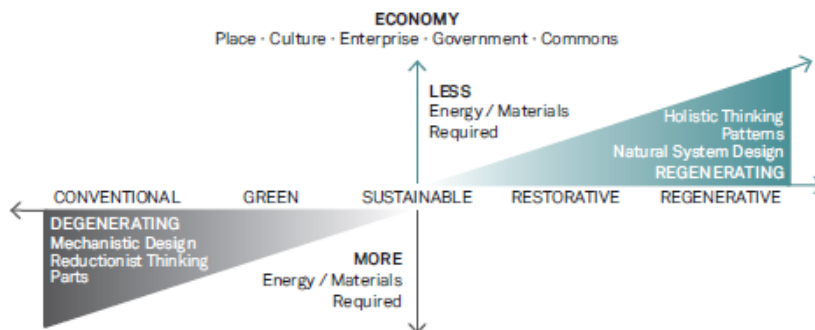 ECONOMY
Place · Culture · Enterprise · Government · Commons
LESS
Energy / Materials
Required
Holistic Thinking
Patterns
Natural System Design
REGENERATING
CONVENTIONAL GREEN SUSTAINABLE RESTORATIVE REGENERATIVE
DEGENERATING
Mechanistic Design
Reductionist Thinking
Parts
MORE
Energy / Materials
Required